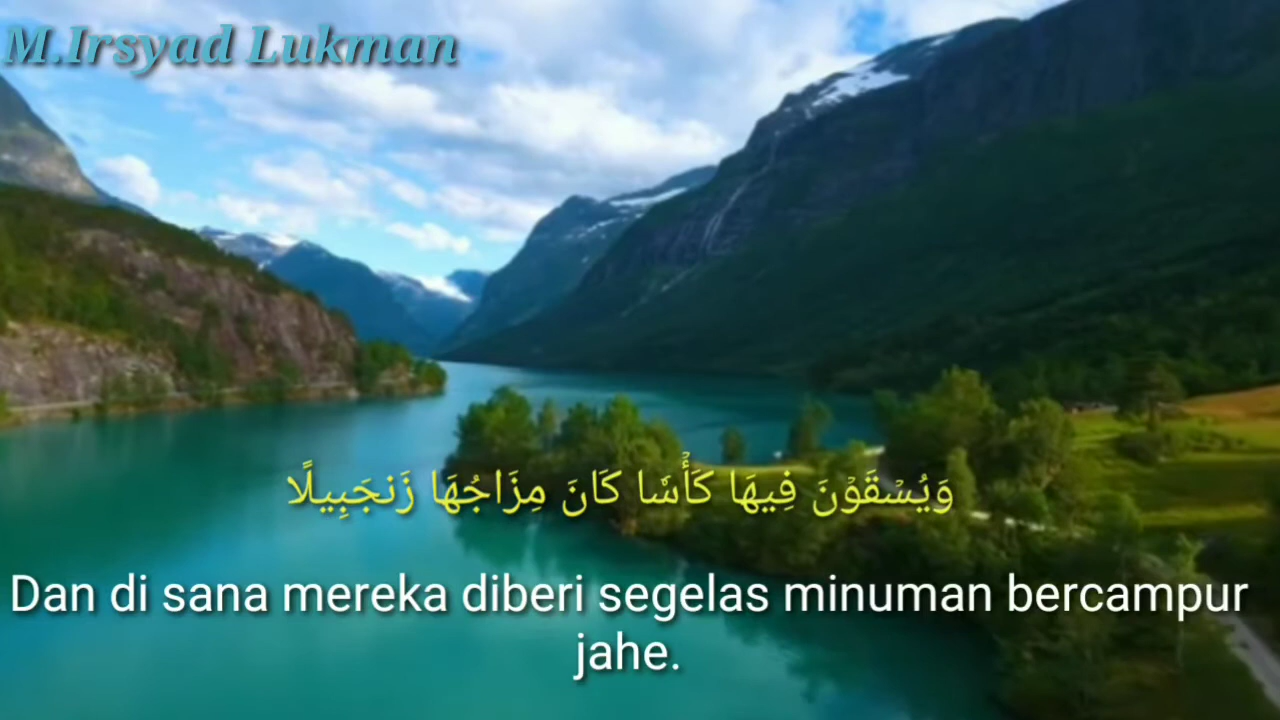 M.Irsyad Lukman
وَيُسْقَوْنَ فِيهَا كَأْسًا كَانَ مِزَاجُهَا زَنجَبِيلًا
Dan di sana mereka diberi segelas minuman bercampur
jahe.